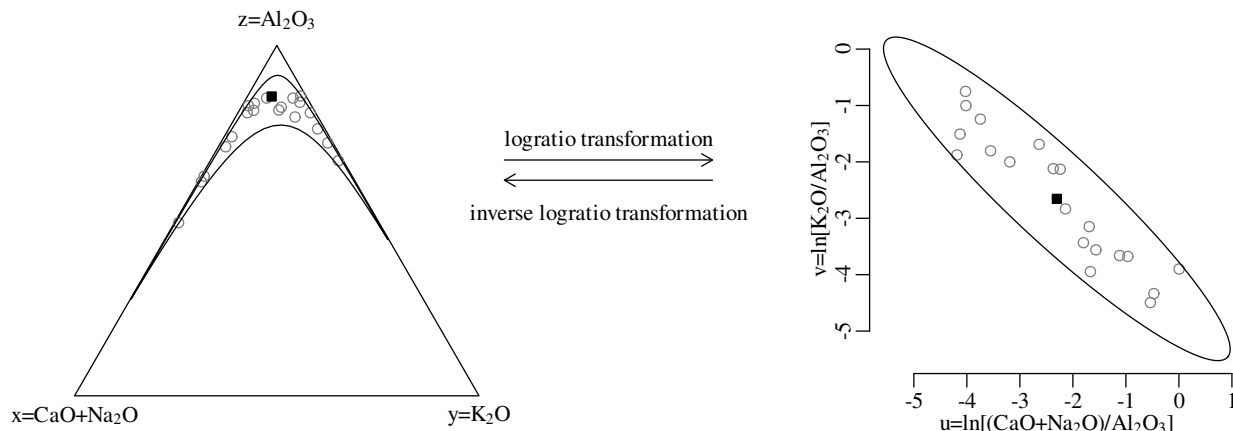 z=Al₂O₃
x=CaO+Na₂O
y=K₂O
logratio transformation
inverse logratio transformation
v=ln[K₂O/Al₂O₃]
0
-1
-2
-3
-4
-5
-5 -4 -3 -2 -1 0 1
u=ln[(CaO+Na₂O)/Al₂O₃]